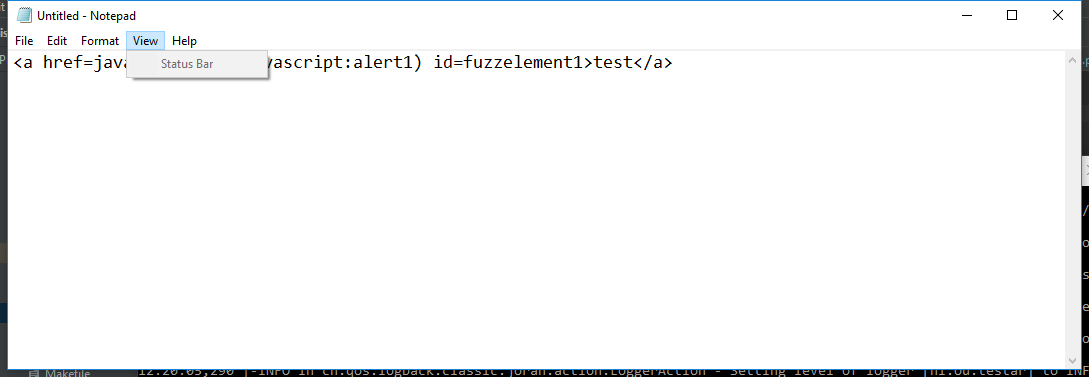 Untitled - Notepad
File Edit Format View Help
Status Bar
<a href=java vascript:alert1) id=fuzzelement1>test</a>
Makefile
12:20:05,290 |-INFO in ch.qos.logback.classic.joran.action.LoggerAction - Setting level of logger [nl.ou.testar] to INF